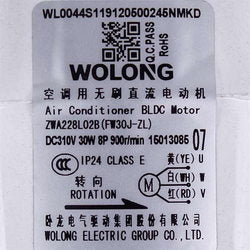 WL0044S119120500245NMKD
Q.C.PASS
RoHS
WOLONG
空调用无刷直流电动机
Air Conditioner BLDC Motor
ZWA228L02B(FW30J-ZL)
DC310V 30W 8P 900r/min 15013085 07
CCC IP24 CLASS E
转向
ROTATION
M
黄(YE) U
白(WH) W
红(RD) V
卧龙电气驱动集团股份有限公司
WOLONG ELECTRIC GROUP CO., LTD.